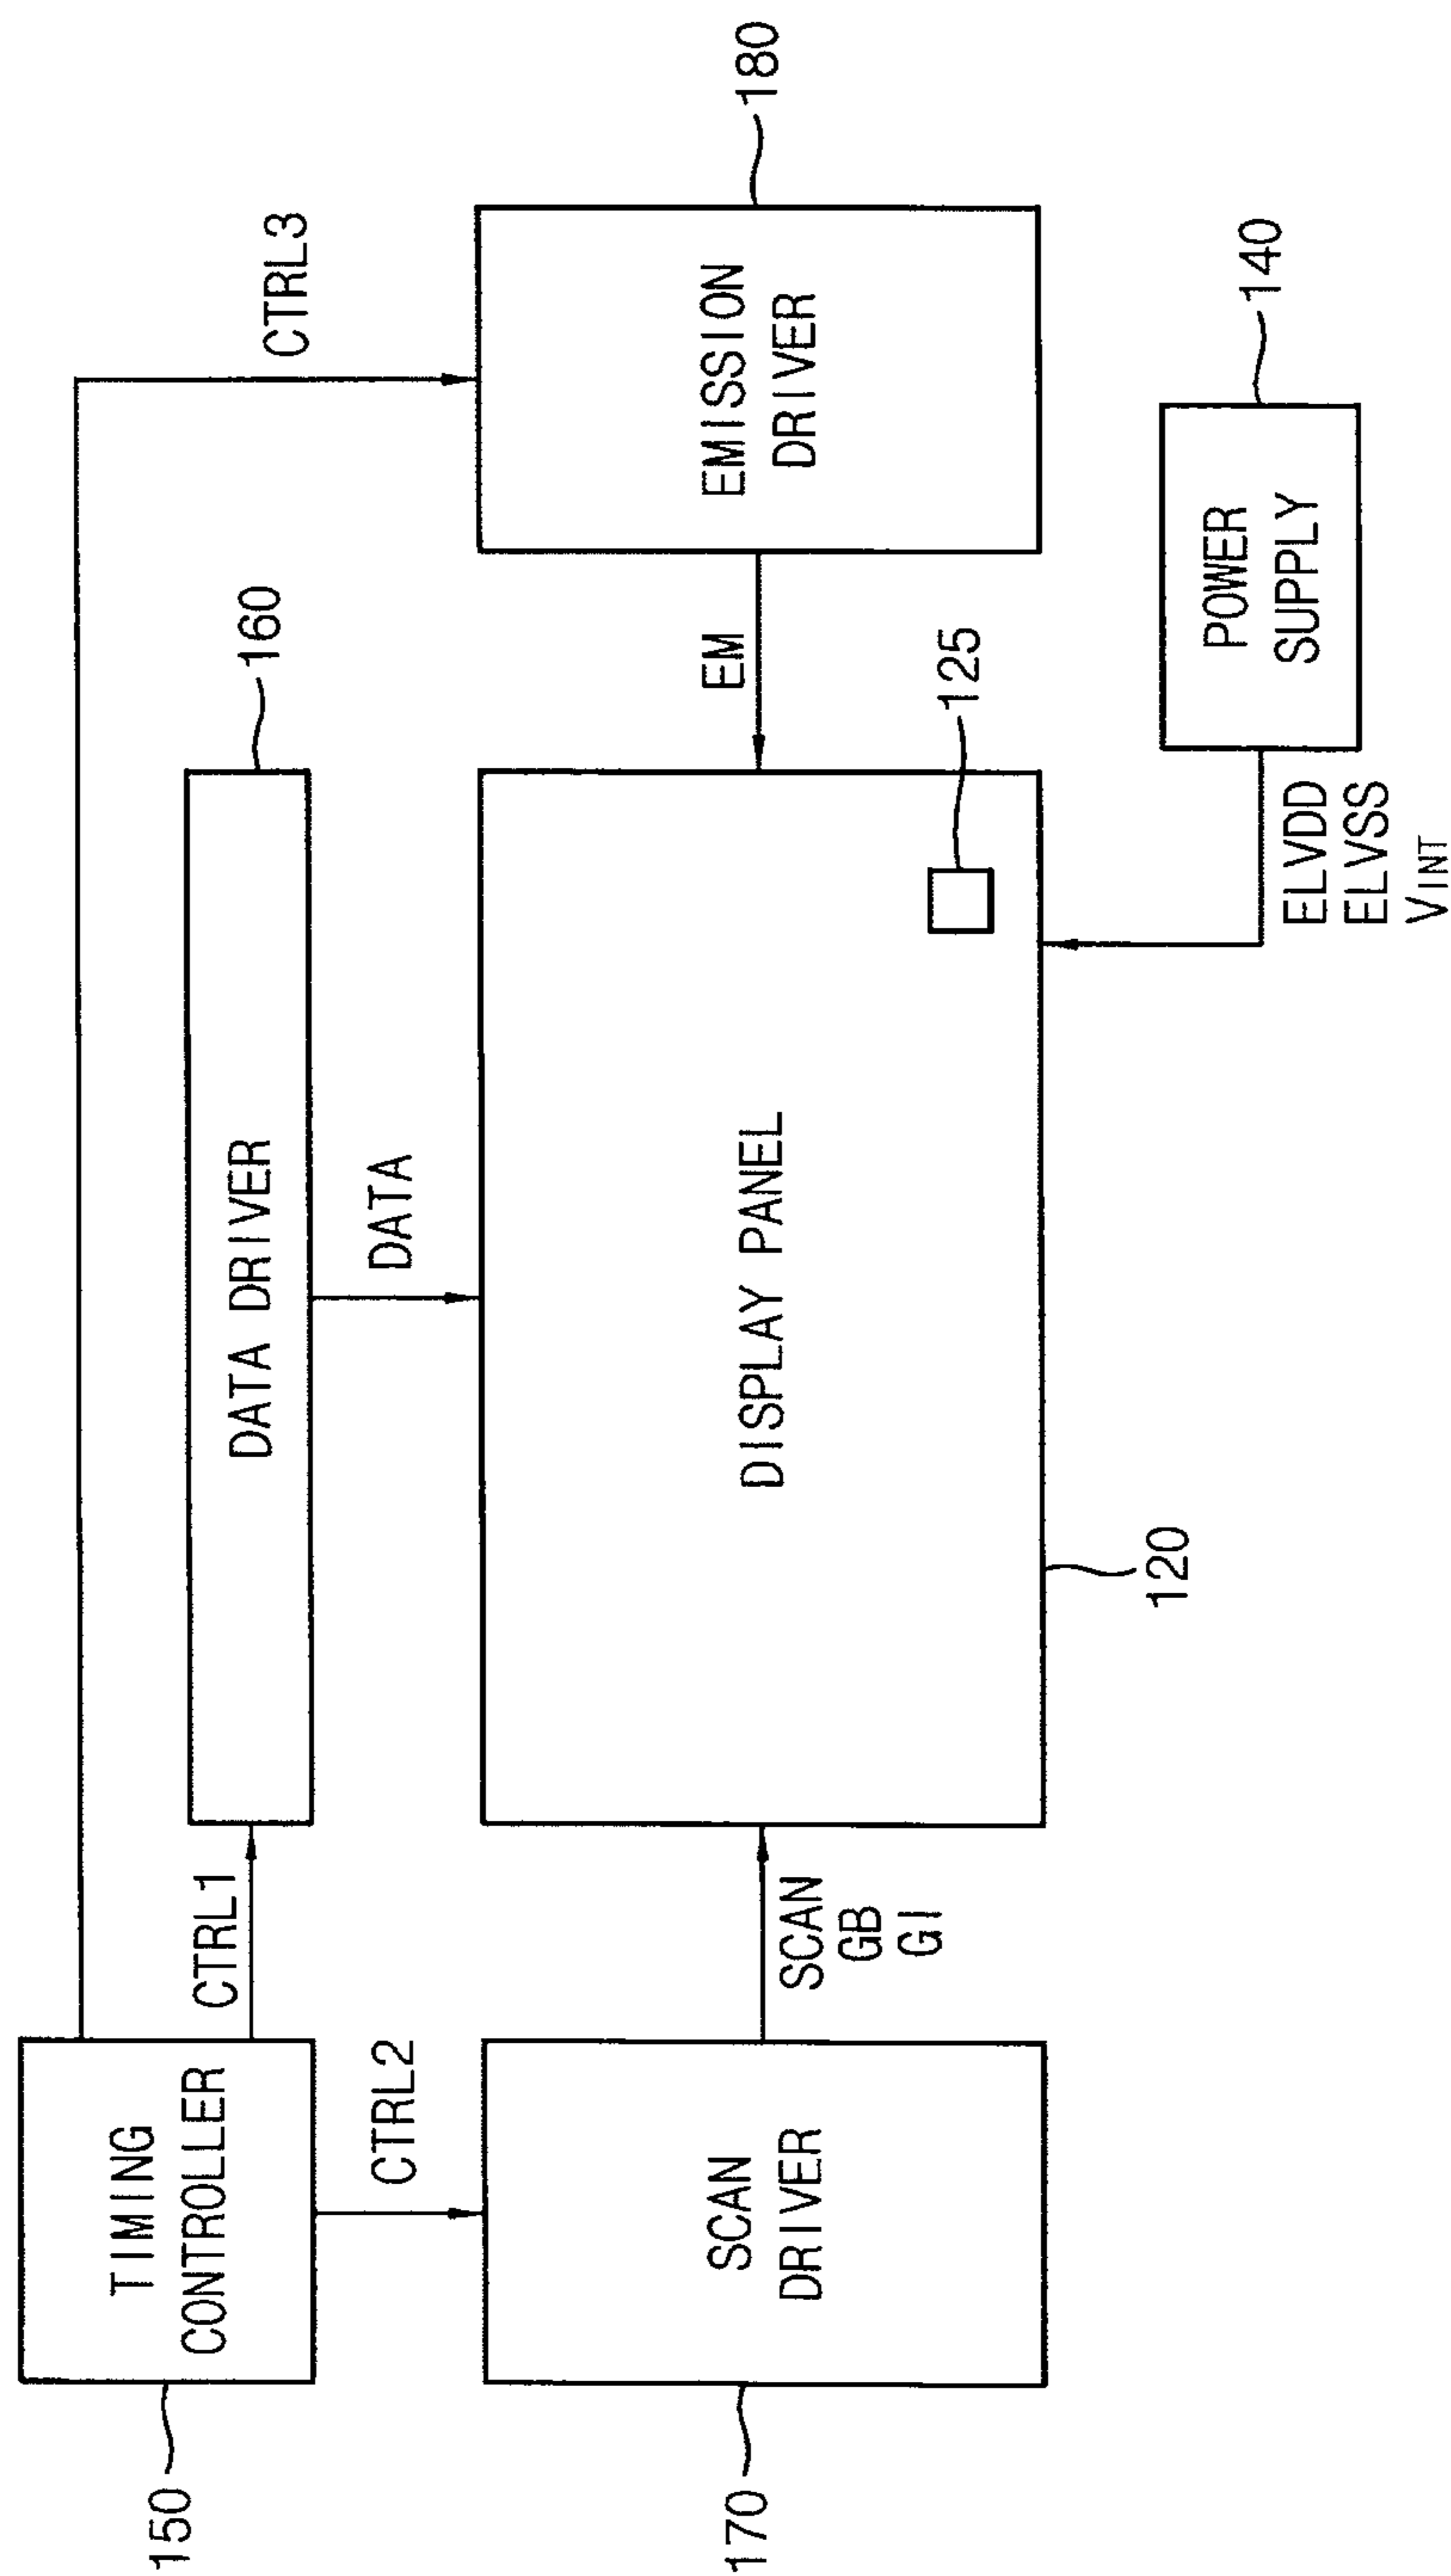 CTRL3
160
180
TIMING
CONTROLLER
CTRL1
DATA DRIVER
150
CTRL2
DATA
EM
SCAN
DRIVER
SCAN
GB
GI
DISPLAY PANEL
125
EMISSION
DRIVER
170
120
ELVDD
ELVSS
VINT
POWER
SUPPLY
140